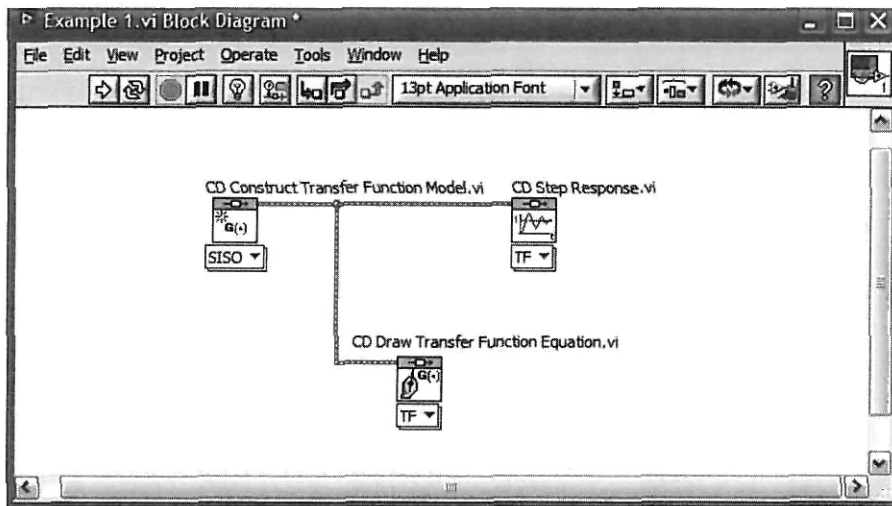 Example 1.vi Block Diagram *
File Edit View Project Operate Tools Window Help
13pt Application Font
1
CD Construct Transfer Function Model.vi CD Step Response.vi
G(·)
SISO
TF
CD Draw Transfer Function Equation.vi
G(·)
TF